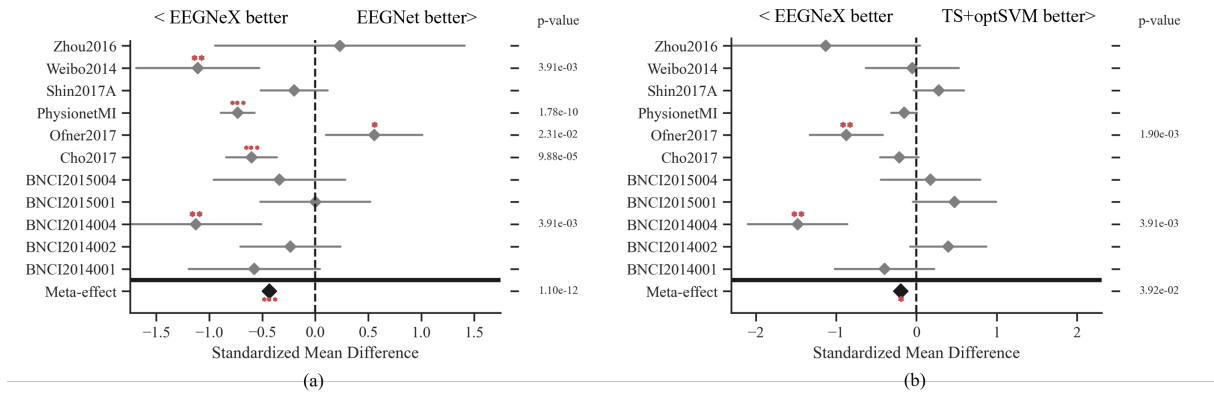 < EEGNeX better EEGNet better> p-value
Zhou2016
**
Weibo2014 3.91e-03
Shin2017A
***
PhysionetMI 1.78e-10
*
Ofner2017 2.31e-02
***
Cho2017 9.88e-05
BNCI2015004
BNCI2015001
**
BNCI2014004 3.91e-03
BNCI2014002
BNCI2014001
Meta-effect 1.10e-12
***
−1.5 −1.0 −0.5 0.0 0.5 1.0 1.5
Standardized Mean Difference
(a)
< EEGNeX better TS+optSVM better> p-value
Zhou2016
Weibo2014
Shin2017A
PhysionetMI
**
Ofner2017 1.90e-03
Cho2017
BNCI2015004
BNCI2015001
**
BNCI2014004 3.91e-03
BNCI2014002
BNCI2014001
Meta-effect 3.92e-02
*
−2 −1 0 1 2
Standardized Mean Difference
(b)